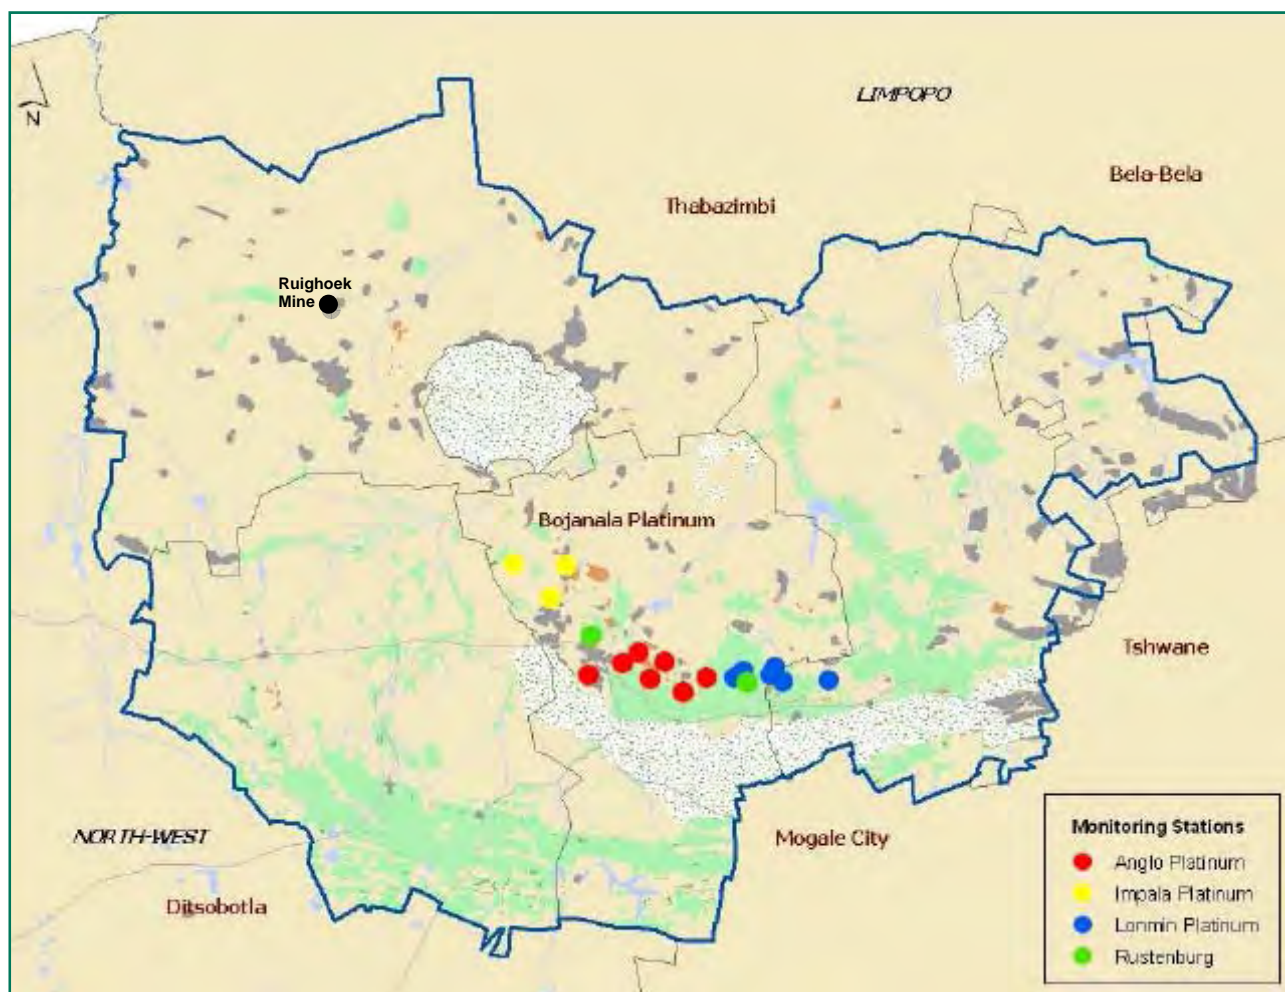 N
LIMPOPO
Bela-Bela
Thabazimbi
Ruighoek
Mine
Bojanala Platinum
Tshwane
NORTH-WEST
Mogale City
Ditsobotla
Monitoring Stations
Anglo Platinum
Impala Platinum
Lonmin Platinum
Rustenburg